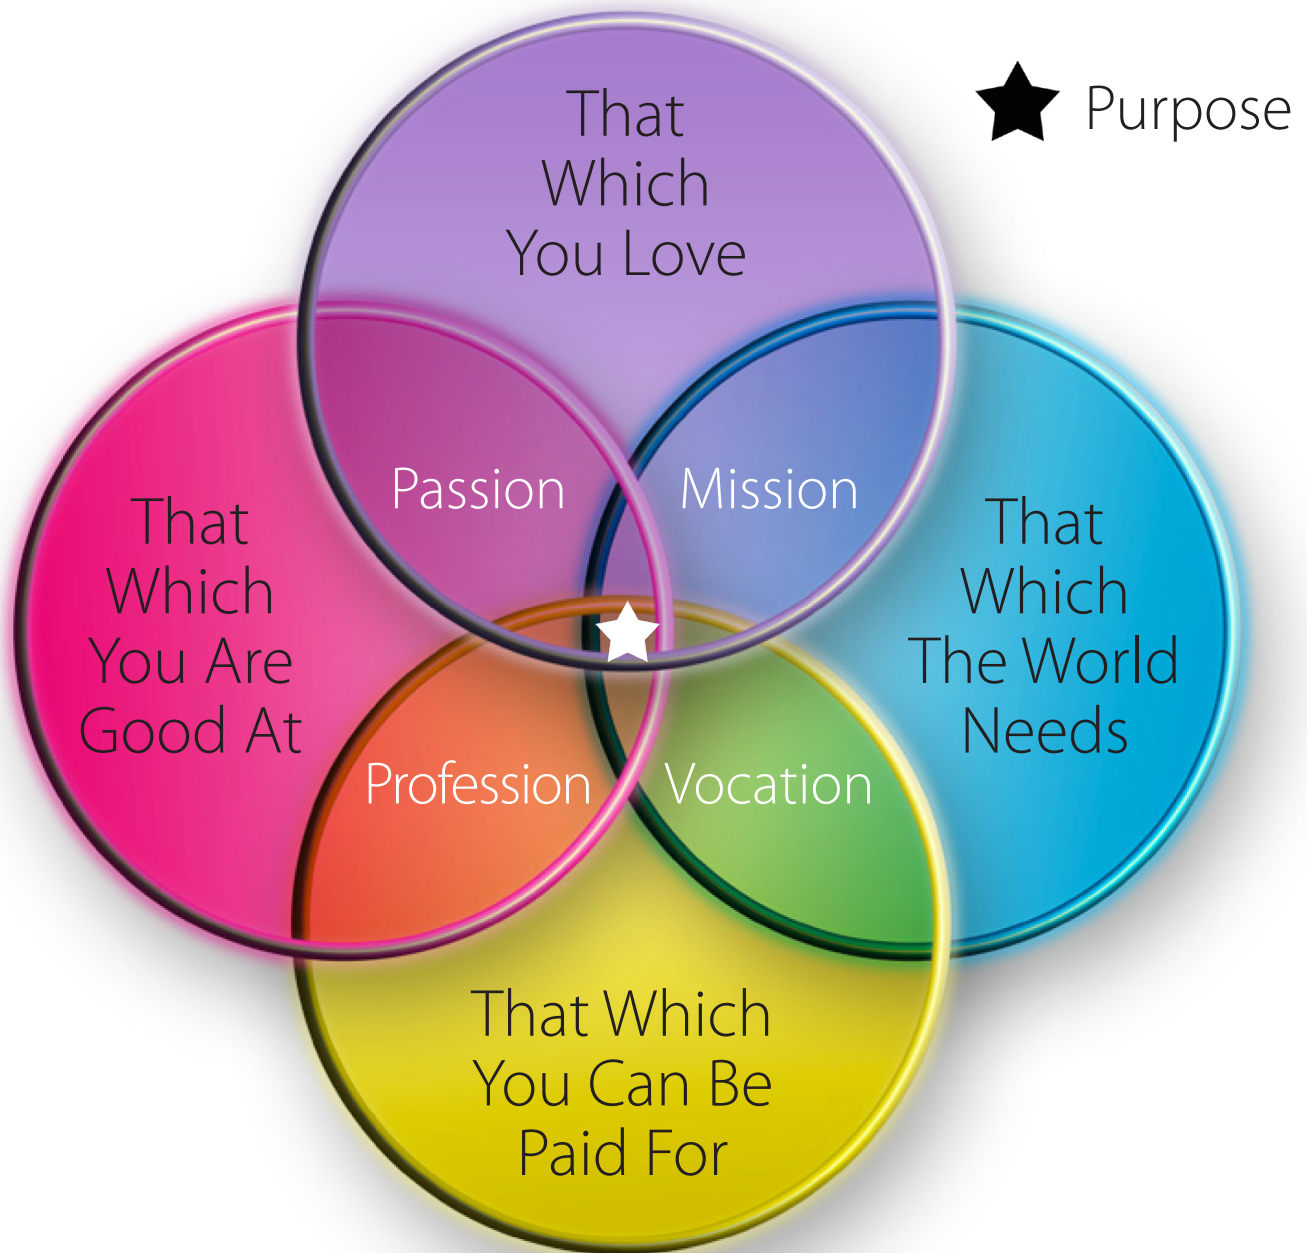 That
Which
You Love
Purpose
Passion
Mission
That
Which
You Are
Good At
That
Which
The World
Needs
Profession
Vocation
That Which
You Can Be
Paid For